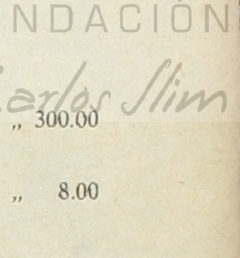 NDACIÓN
Carlos Slim
„ 300.00
„ 8.00